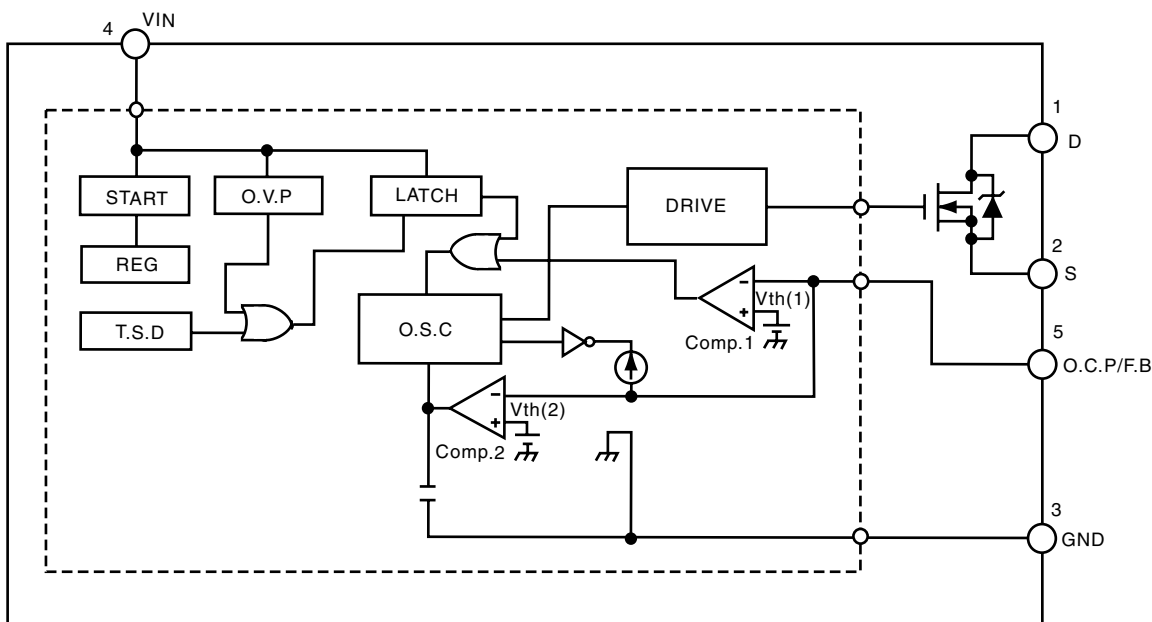 VIN
4
1
D
START
O.V.P
LATCH
DRIVE
REG
2
S
T.S.D
O.S.C
Vth(1)
Comp.1
5
O.C.P/F.B
Vth(2)
Comp.2
3
GND